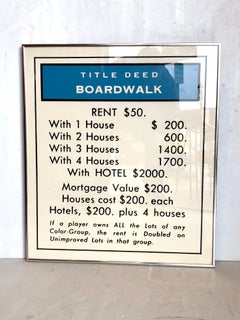 TITLE DEED
BOARDWALK
RENT $50.
With 1 House $ 200.
With 2 Houses 600.
With 3 Houses 1400.
With 4 Houses 1700.
With HOTEL $2000.
Mortgage Value $200.
Houses cost $200. each
Hotels, $200. plus 4 houses
If a player owns ALL the Lots of any
Color-Group, the rent is Doubled on
Unimproved Lots in that group.